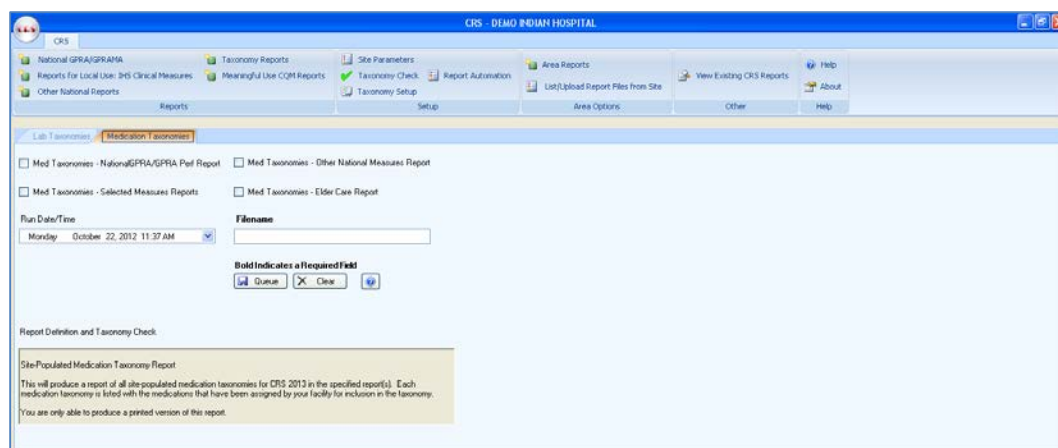 CRS - DEMO INDIAN HOSPITAL
CRS
National GPRA/GPRAMA
Reports for Local Use: IHS Clinical Measures
Other National Reports
Taxonomy Reports
Meaningful Use CQM Reports
Reports
Site Parameters
Taxonomy Check
Taxonomy Setup
Report Automation
Setup
Area Reports
List/Upload Report Files from Site
Area Options
View Existing CRS Reports
Other
Help
About
Help
Lab Taxonomies
Medication Taxonomies
Med Taxonomies - NationalGPRA/GPRA Perf Report
Med Taxonomies - Other National Measures Report
Med Taxonomies - Selected Measures Reports
Med Taxonomies - Elder Care Report
Run Date/Time
Filename
Monday October 22, 2012 11:37 AM
Bold Indicates a Required Field
Queue
Clear
Report Definition and Taxonomy Check
Site-Populated Medication Taxonomy Report
This will produce a report of all site-populated medication taxonomies for CRS 2013 in the specified report(s). Each
medication taxonomy is listed with the medications that have been assigned by your facility for inclusion in the taxonomy.
You are only able to produce a printed version of this report.